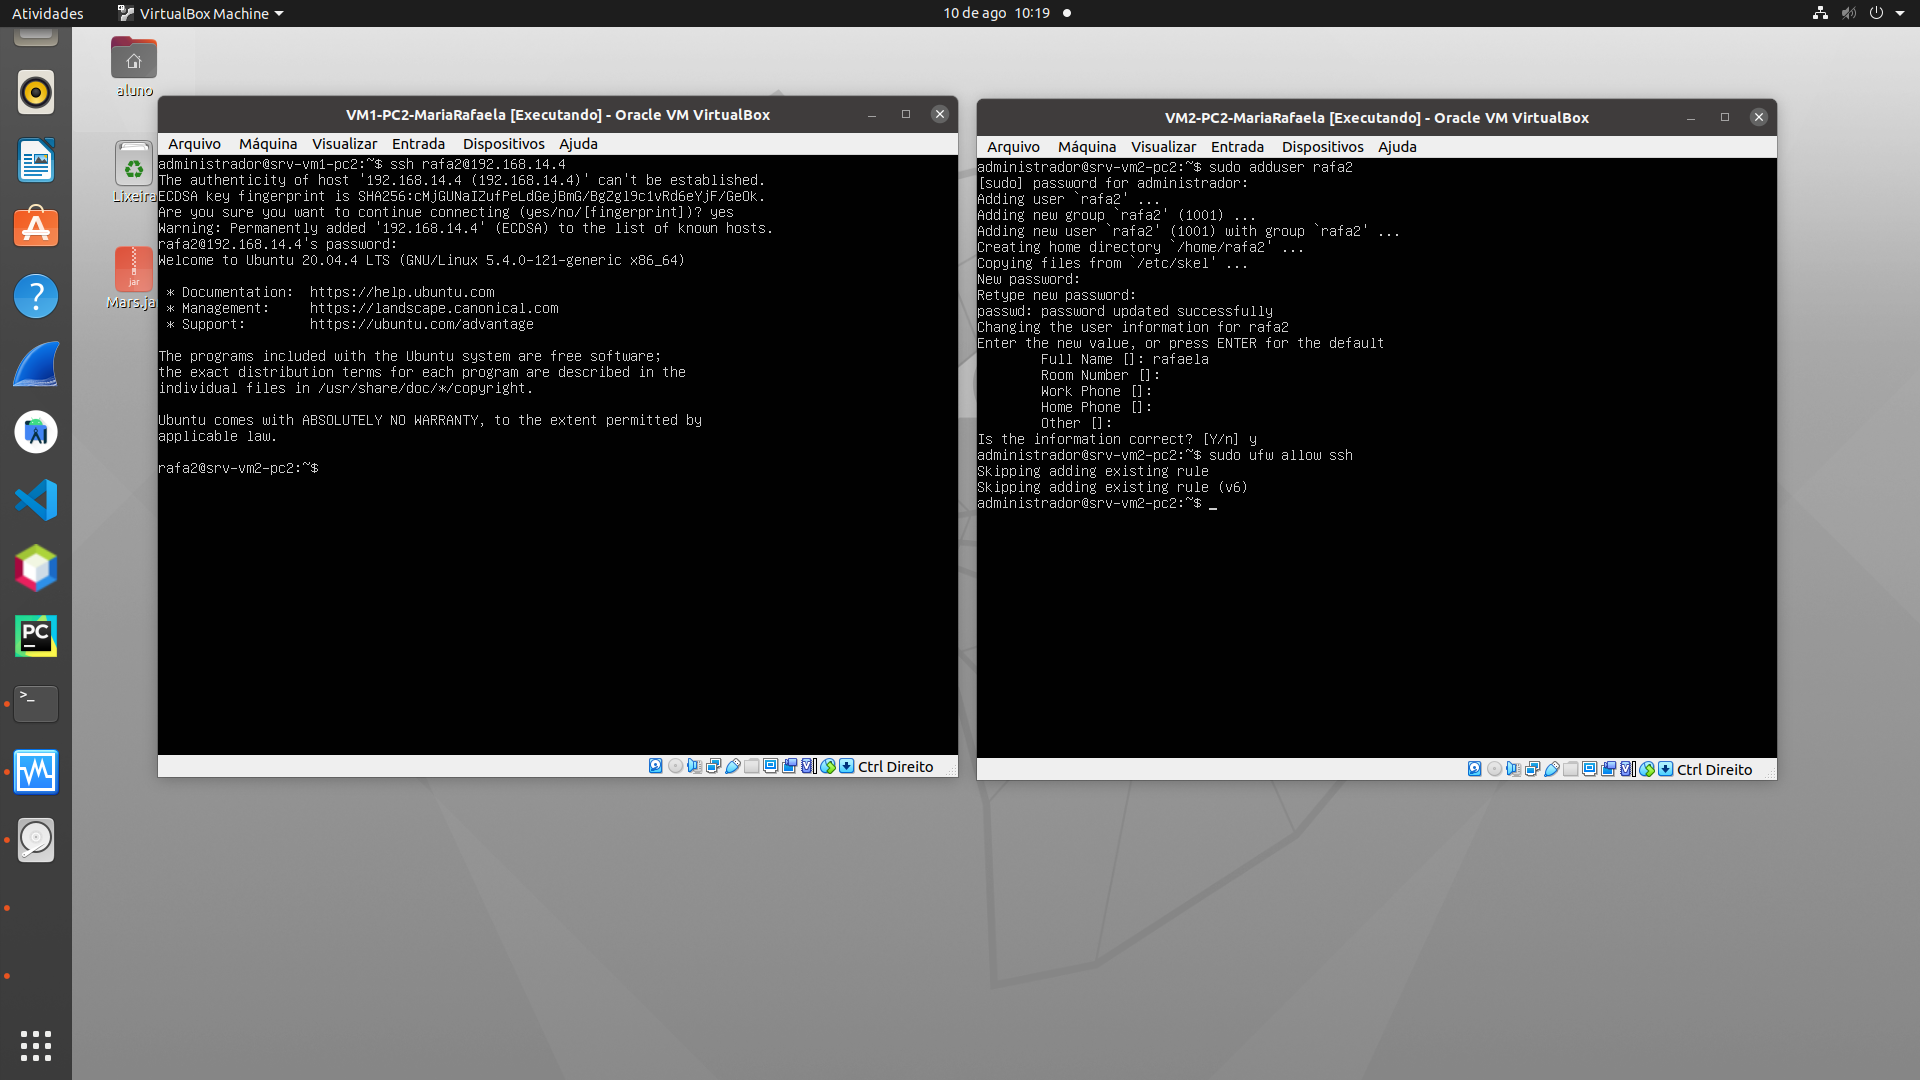 Atividades
VirtualBox Machine
10 de ago 10:19
aluno
Lixeira
Mars.ja
jar
PC
>_
VM1-PC2-MariaRafaela [Executando] - Oracle VM VirtualBox
Arquivo Máquina Visualizar Entrada Dispositivos Ajuda
administrador@srv-vm1-pc2:~$ ssh rafa2@192.168.14.4
The authenticity of host '192.168.14.4 (192.168.14.4)' can't be established.
ECDSA key fingerprint is SHA256:cMjGUNaIZufPeLdGejBmG/BgZgl9c1vRd6eYjF/GeOk.
Are you sure you want to continue connecting (yes/no/[fingerprint])? yes
Warning: Permanently added '192.168.14.4' (ECDSA) to the list of known hosts.
rafa2@192.168.14.4's password:
Welcome to Ubuntu 20.04.4 LTS (GNU/Linux 5.4.0-121-generic x86_64)
* Documentation: https://help.ubuntu.com
* Management: https://landscape.canonical.com
* Support: https://ubuntu.com/advantage
The programs included with the Ubuntu system are free software;
the exact distribution terms for each program are described in the
individual files in /usr/share/doc/*/copyright.
Ubuntu comes with ABSOLUTELY NO WARRANTY, to the extent permitted by
applicable law.
rafa2@srv-vm2-pc2:~$
Ctrl Direito
VM2-PC2-MariaRafaela [Executando] - Oracle VM VirtualBox
Arquivo Máquina Visualizar Entrada Dispositivos Ajuda
administrador@srv-vm2-pc2:~$ sudo adduser rafa2
[sudo] password for administrador:
Adding user `rafa2' ...
Adding new group `rafa2' (1001) ...
Adding new user `rafa2' (1001) with group `rafa2' ...
Creating home directory `/home/rafa2' ...
Copying files from `/etc/skel' ...
New password:
Retype new password:
passwd: password updated successfully
Changing the user information for rafa2
Enter the new value, or press ENTER for the default
Full Name []: rafaela
Room Number []:
Work Phone []:
Home Phone []:
Other []:
Is the information correct? [Y/n] y
administrador@srv-vm2-pc2:~$ sudo ufw allow ssh
Skipping adding existing rule
Skipping adding existing rule (v6)
administrador@srv-vm2-pc2:~$ _
Ctrl Direito